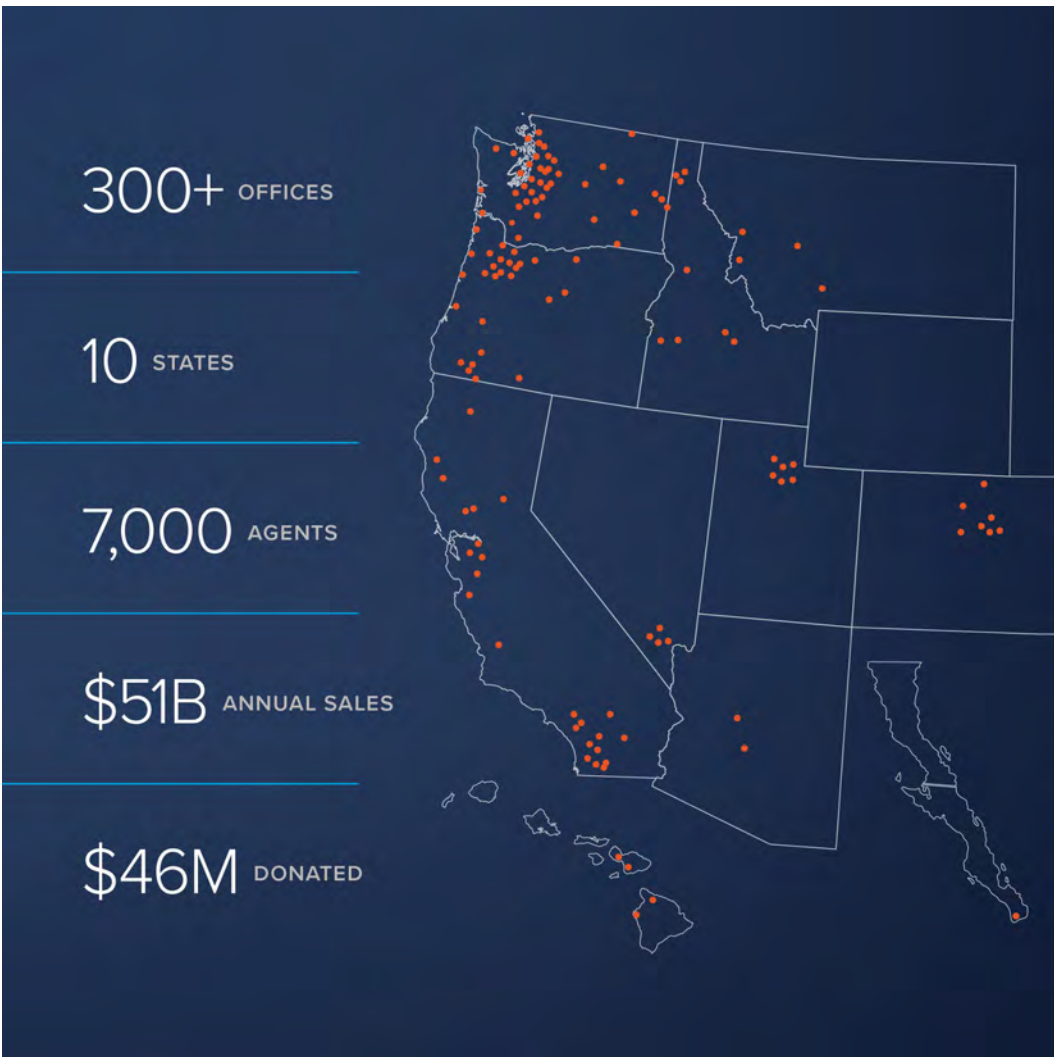 300+ OFFICES
10 STATES
7,000 AGENTS
$51B ANNUAL SALES
$46M DONATED